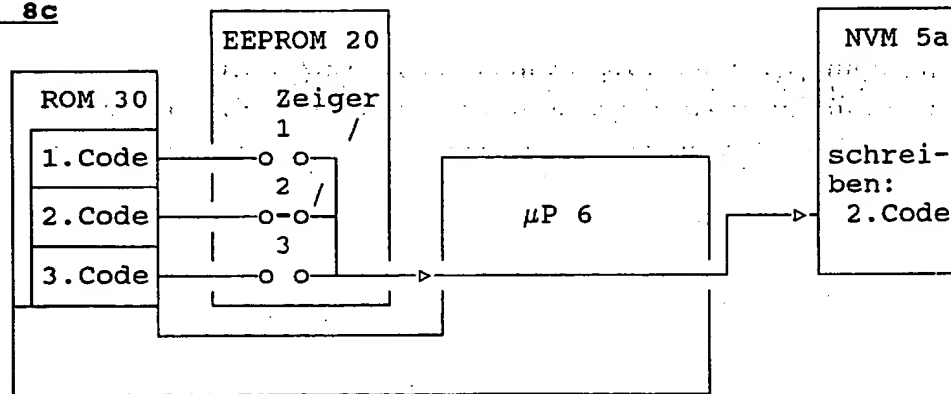 8c
EEPROM 20
NVM 5a
ROM 30
Zeiger
1
1.Code
2
2.Code
3
3.Code
μP 6
schrei-
ben:
2.Code